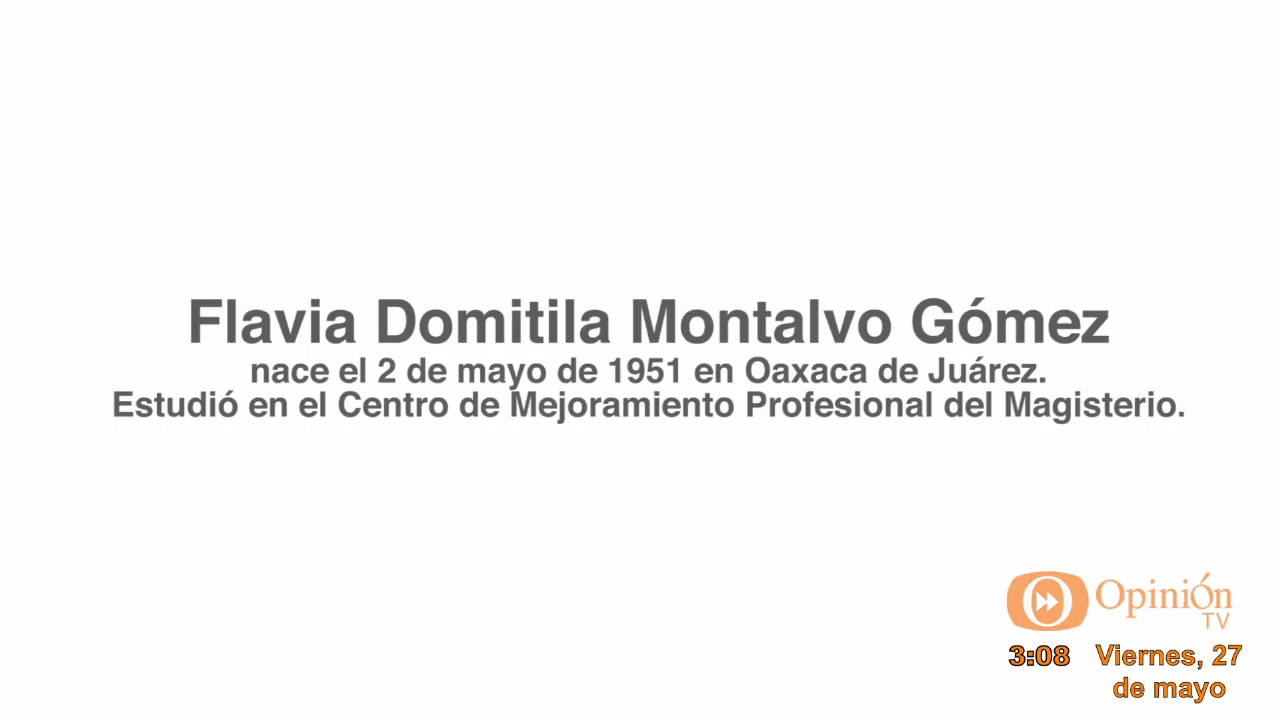 Flavia Domitila Montalvo Gómez
nace el 2 de mayo de 1951 en Oaxaca de Juárez.
Estudió en el Centro de Mejoramiento Profesional del Magisterio.
Opinión
TV
3:08 Viernes, 27
de mayo